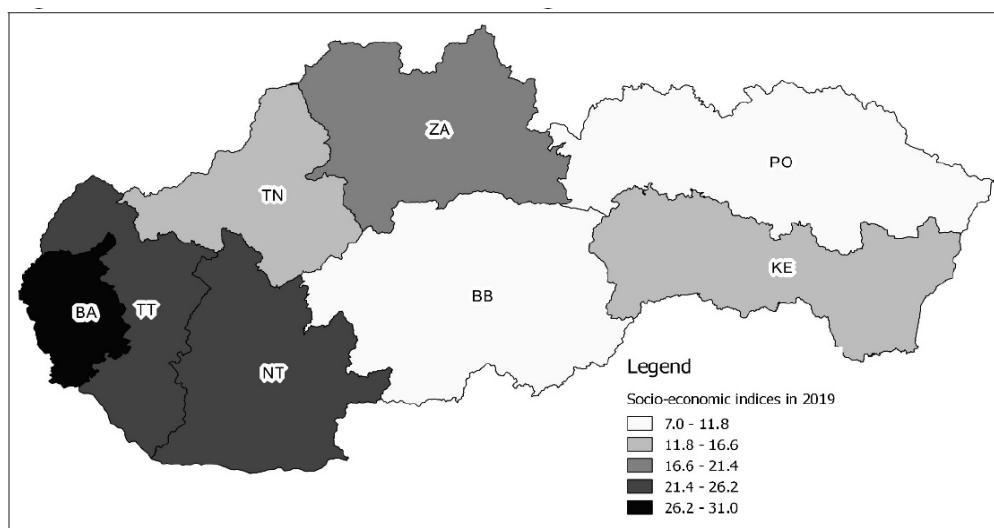 ZA
PO
TN
KE
BA
TT
BB
NT
Legend
Socio-economic indices in 2019
7.0 - 11.8
11.8 - 16.6
16.6 - 21.4
21.4 - 26.2
26.2 - 31.0